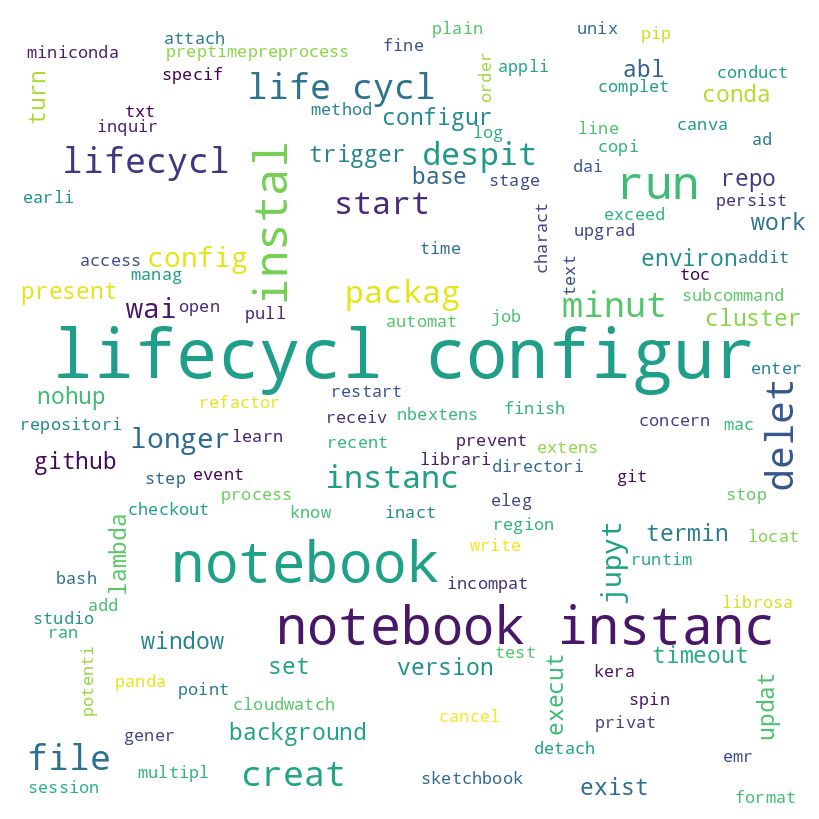 plain
unix
pip
attach
fine
miniconda
preptimepreprocess
specif
turn
life cycl
order
appli
abl
conduct
complet
conda
txt
method
configur
inquir
log
line
canva
ad
copi
lifecycl
instal
trigger
despit
base
stage
dai
run
repo
earli
start
exceed
persist
charact
upgrad
work
time
access
config
manag
environ
addit
text
toc
present
wai
open
pull
packag
minut
subcommand
automat
job
cluster
lifecycl configur
enter
nohup
refactor
restart
delet
repositori
receiv
nbextens
finish
concern
mac
longer
learn
recent
prevent
extens
github
librari
directori
step
event
instanc
git
process
eleg
stop
checkout
know
inact
region
lambda
jupyt
termin
locat
write
notebook
runtim
bash
incompat
add
librosa
studio
ran
window
notebook instanc
test
timeout
potenti
set
version
execut
kera
panda
point
updat
cloudwatch
spin
cancel
privat
gener
background
detach
file
emr
multipl
creat
sketchbook
exist
session
format